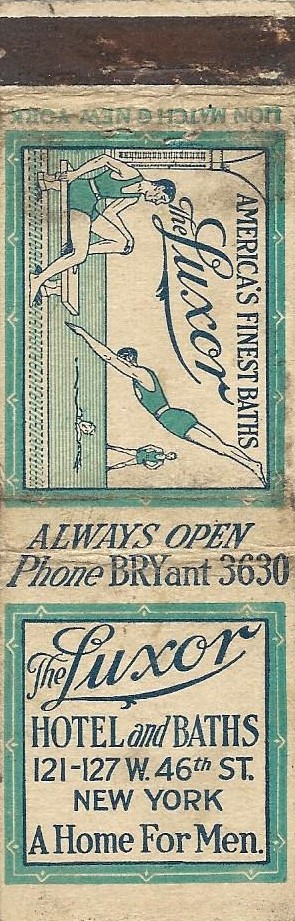 LION MATCH © NEW YORK
AMERICA'S FINEST BATHS
The Luxor
ALWAYS OPEN
Phone BRYant 3630
The Luxor
HOTEL and BATHS
121-127 W. 46th ST.
NEW YORK
A Home For Men.